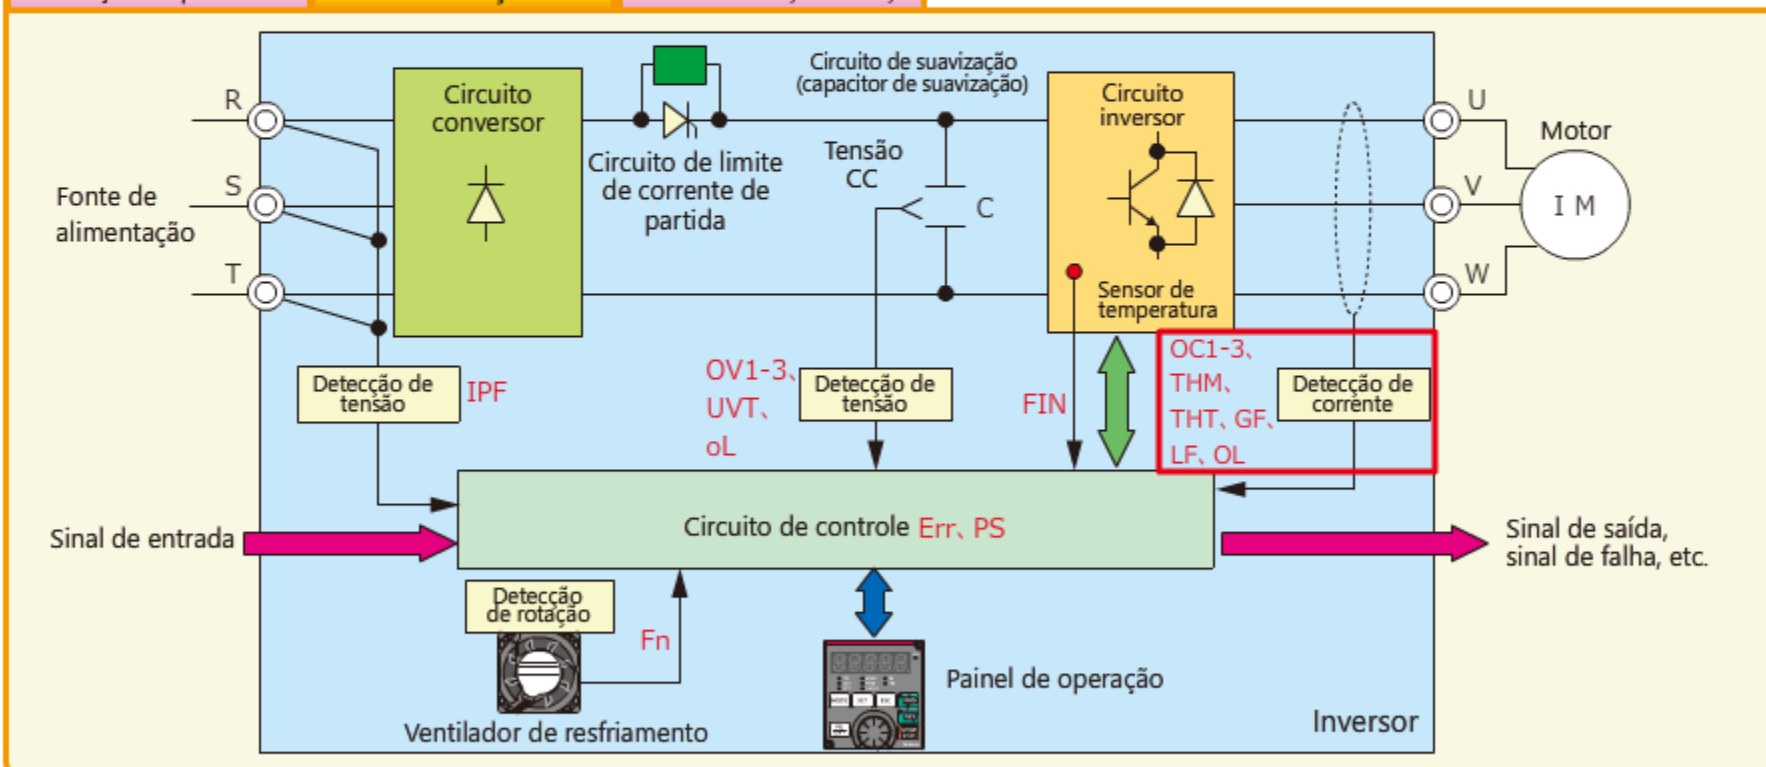 Circuito
conversor
Circuito de suavização
(capacitor de suavização)
Circuito
inversor
R
S
T
Fonte de
alimentação
Circuito de limite
de corrente de
partida
Tensão
CC
C
Sensor de
temperatura
U
V
W
Motor
I M
Detecção de
tensão
IPF
OV1-3、
UVT、
oL
Detecção de
tensão
FIN
OC1-3、
THM、
THT、GF、
LF、OL
Detecção de
corrente
Sinal de entrada
Circuito de controle Err、PS
Sinal de saída,
sinal de falha, etc.
Detecção
de rotação
Fn
Ventilador de resfriamento
Painel de operação
Inversor